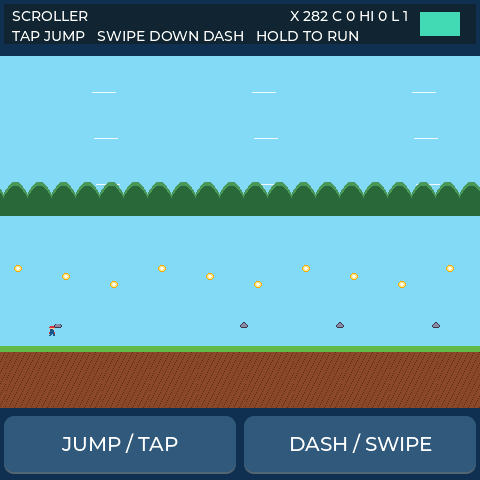 SCROLLER
X 282 C 0 HI 0 L 1
TAP JUMP SWIPE DOWN DASH HOLD TO RUN
JUMP / TAP
DASH / SWIPE